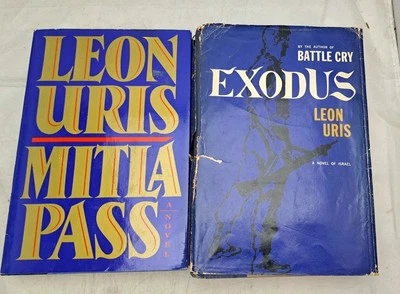 LEON
URIS
MITLA
PASS
A NOVEL
BY THE AUTHOR OF
BATTLE CRY
EXODUS
LEON
URIS
A NOVEL OF ISRAEL